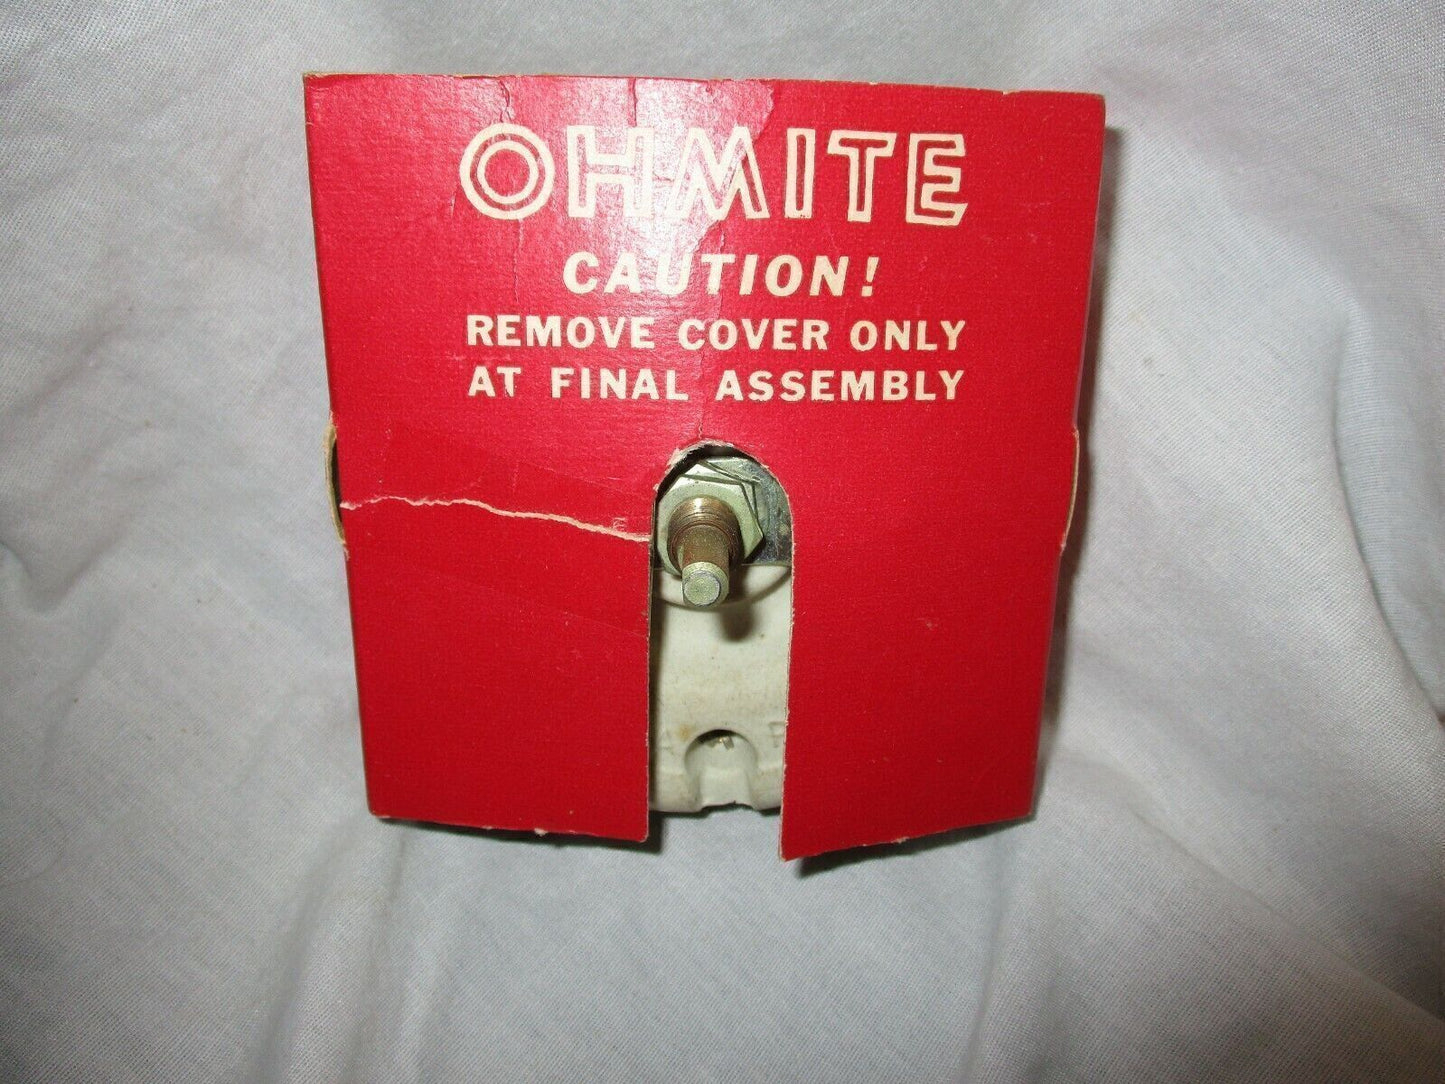 OHMITE
CAUTION!
REMOVE COVER ONLY
AT FINAL ASSEMBLY